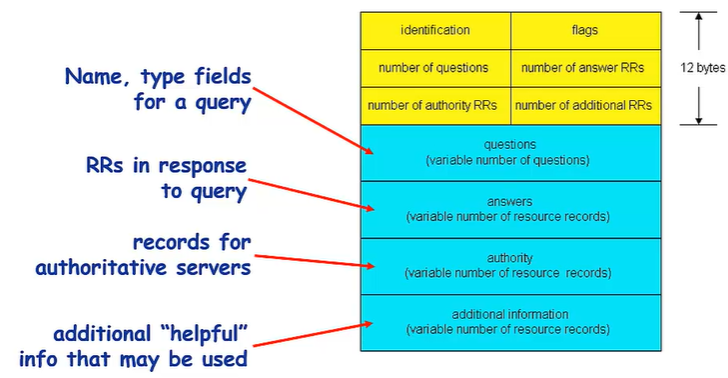 identification
flags
number of questions
number of answer RRs
12 bytes
number of authority RRs
number of additional RRs
Name, type fields
for a query
questions
(variable number of questions)
RRs in response
to query
answers
(variable number of resource records)
records for
authoritative servers
authority
(variable number of resource records)
additional “helpful”
info that may be used
additional information
(variable number of resource records)